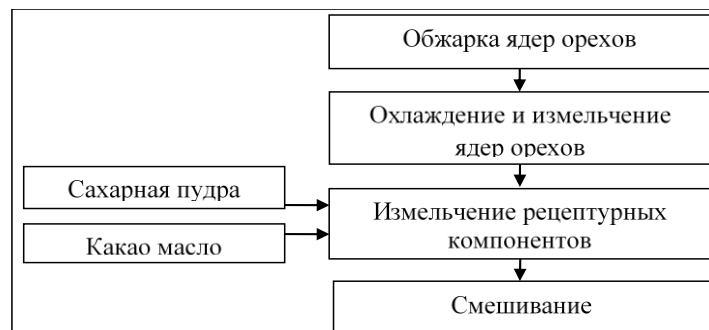 Обжарка ядер орехов
Охлаждение и измельчение
ядер орехов
Сахарная пудра
Какао масло
Измельчение рецептурных
компонентов
Смешивание